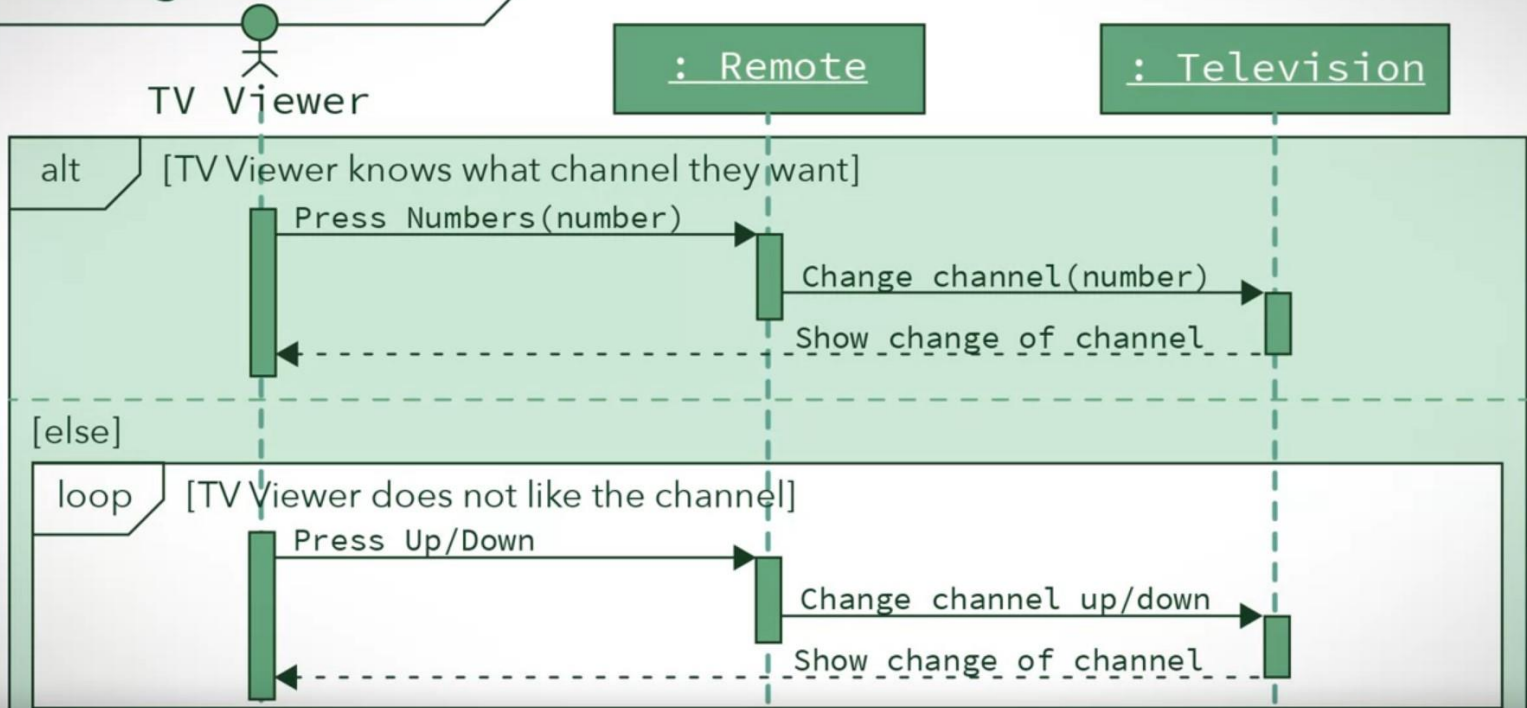 TV Viewer
: Remote
: Television
alt
[TV Viewer knows what channel they want]
Press Numbers(number)
Change channel(number)
Show change of channel
[else]
loop
[TV Viewer does not like the channel]
Press Up/Down
Change channel up/down
Show change of channel